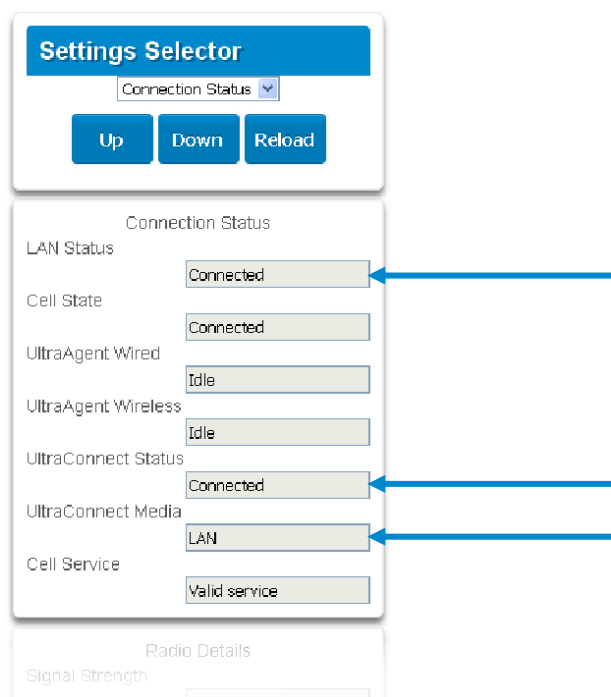 Settings Selector
Connection Status
Up Down Reload
Connection Status
LAN Status
Connected
Cell State
Connected
UltraAgent Wired
Idle
UltraAgent Wireless
Idle
UltraConnect Status
Connected
UltraConnect Media
LAN
Cell Service
Valid service
Radio Details
Signal Strength